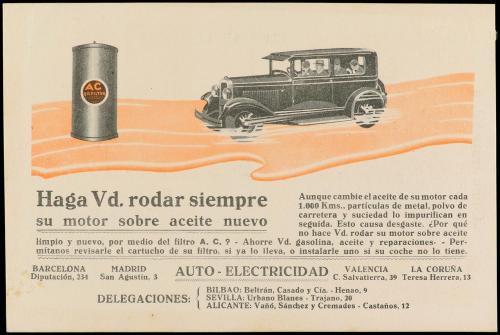 AC
Haga Vd. rodar siempre
su motor sobre aceite nuevo
limpio y nuevo, por medio del filtro A. C. ? - Ahorre Vd. gasolina, aceite y reparaciones. - Per-
mítanos revisarle el cartucho de su filtro, si ya lo lleva, o instalarle uno si su coche no lo tiene.
Aunque cambie el aceite de su motor cada
1.000 Kms., partículas de metal, polvo de
carretera y suciedad lo impurifican en
seguida. Esto causa desgaste. ¿Por qué
no hace Vd. rodar su motor sobre aceite
BARCELONA
Diputación, 234
MADRID
San Agustín, 3
AUTO - ELECTRICIDAD
VALENCIA
C. Salvatierra, 39
LA CORUÑA
Teresa Herrera, 13
DELEGACIONES:
BILBAO: Beltrán, Casado y Cía. - Henao, 9
SEVILLA: Urbano Blanes - Trajano, 20
ALICANTE: Vañó, Sánchez y Cremades - Castaños, 12